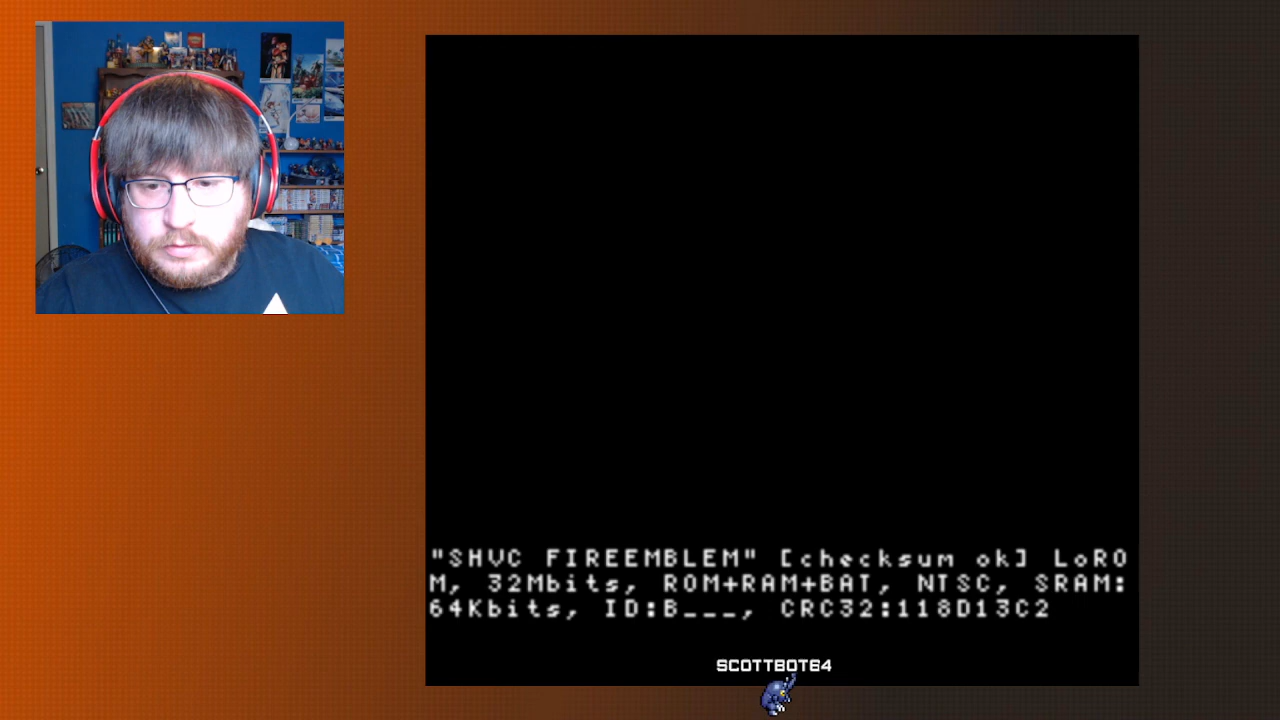 "SHVC FIREEMBLEM" [checksum ok] LoRO
M, 32Mbits, ROM+RAM+BAT, NTSC, SRAM:
64Kbits, ID:B___, CRC32:118D13C2
SCOTTBOT64